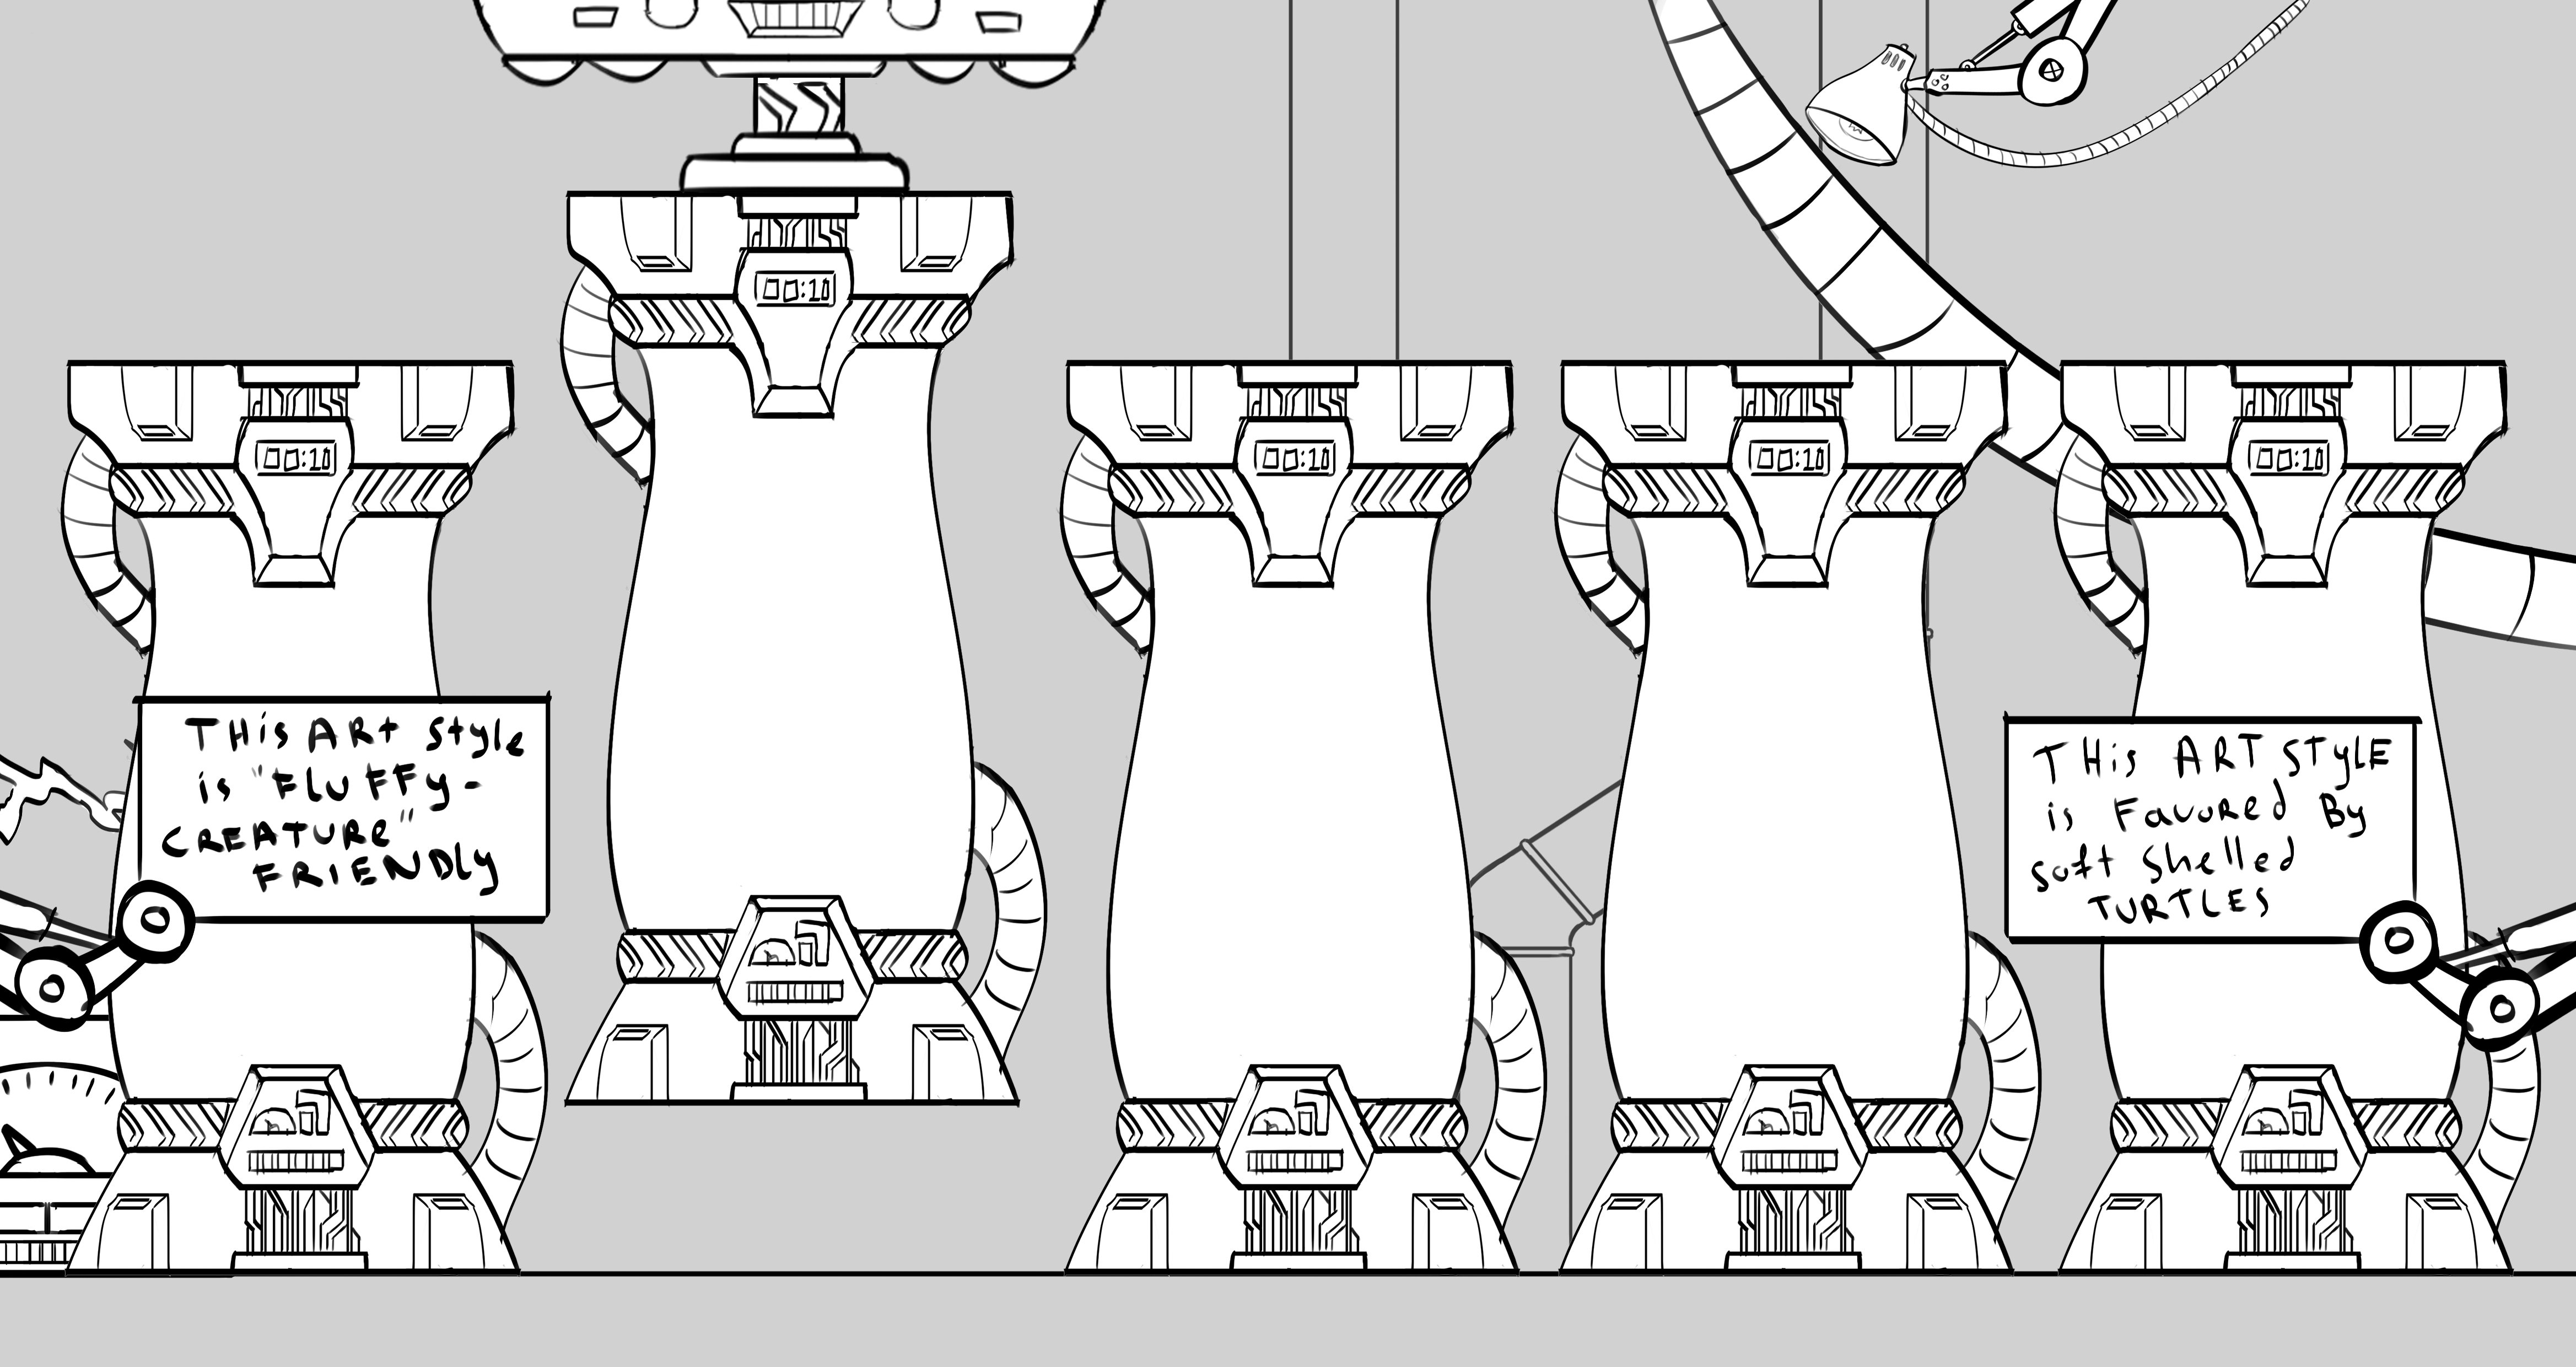 THis ARt Style
is "FluFFy-
CREATURe"
FRIENDly
00:10
00:10
00:10
00:10
00:10
THis ART STyLE
is FavoRed By
Soft Shelled
TURTLES